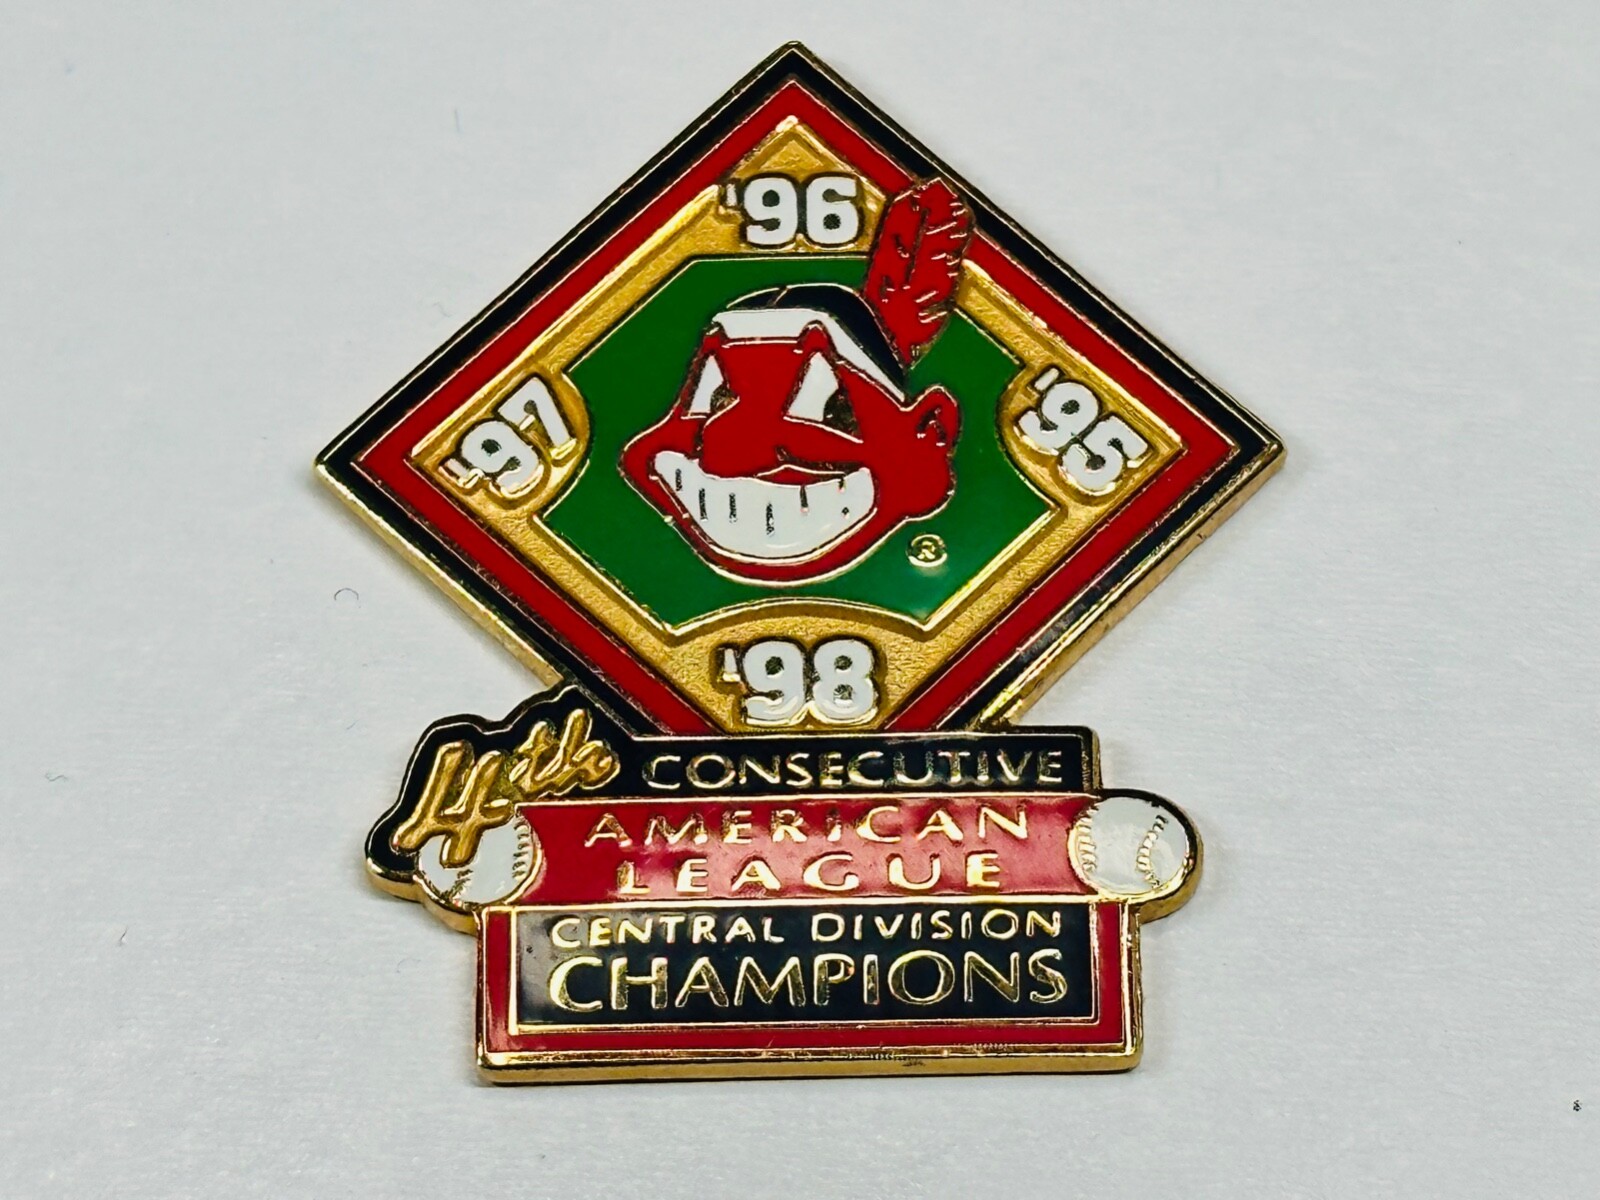 '96
'97
'95
®
'98
4th CONSECUTIVE
AMERICAN
LEAGUE
CENTRAL DIVISION
CHAMPIONS